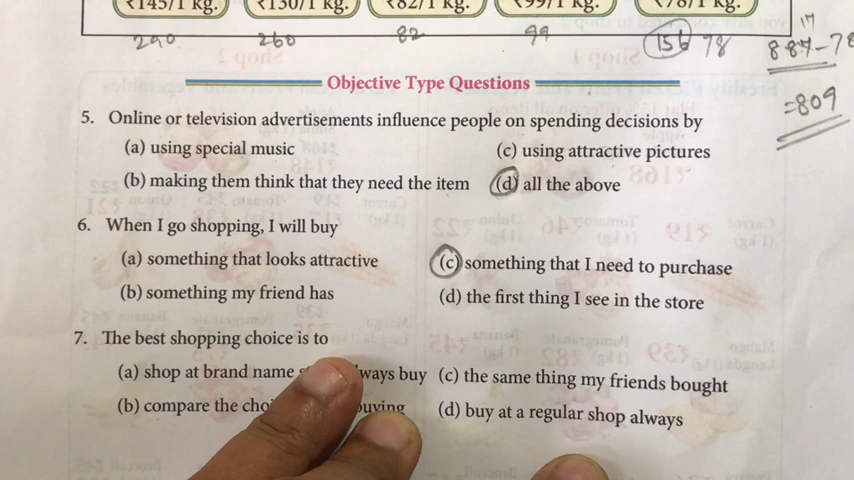 ₹145/1 kg. ₹130/1 kg. ₹82/1 kg. ₹99/1 kg. ₹78/1 kg.
290 260 82 99 156 78
17
887-78
=809
Objective Type Questions
5. Online or television advertisements influence people on spending decisions by
(a) using special music (c) using attractive pictures
(b) making them think that they need the item (d) all the above
6. When I go shopping, I will buy
(a) something that looks attractive (c) something that I need to purchase
(b) something my friend has (d) the first thing I see in the store
7. The best shopping choice is to
(a) shop at brand name buy (c) the same thing my friends bought
(b) compare the buying (d) buy at a regular shop always